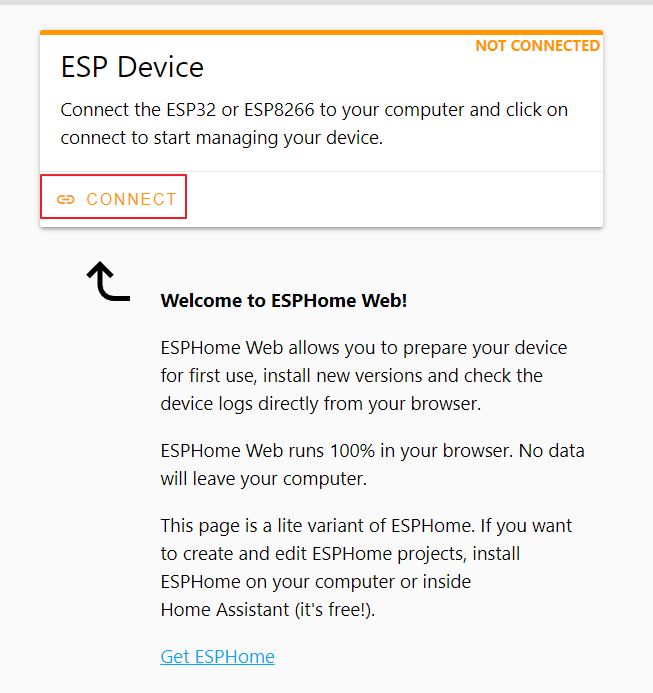 NOT CONNECTED
ESP Device
Connect the ESP32 or ESP8266 to your computer and click on
connect to start managing your device.
CONNECT
Welcome to ESPHome Web!
ESPHome Web allows you to prepare your device
for first use, install new versions and check the
device logs directly from your browser.
ESPHome Web runs 100% in your browser. No data
will leave your computer.
This page is a lite variant of ESPHome. If you want
to create and edit ESPHome projects, install
ESPHome on your computer or inside
Home Assistant (it's free!).
Get ESPHome